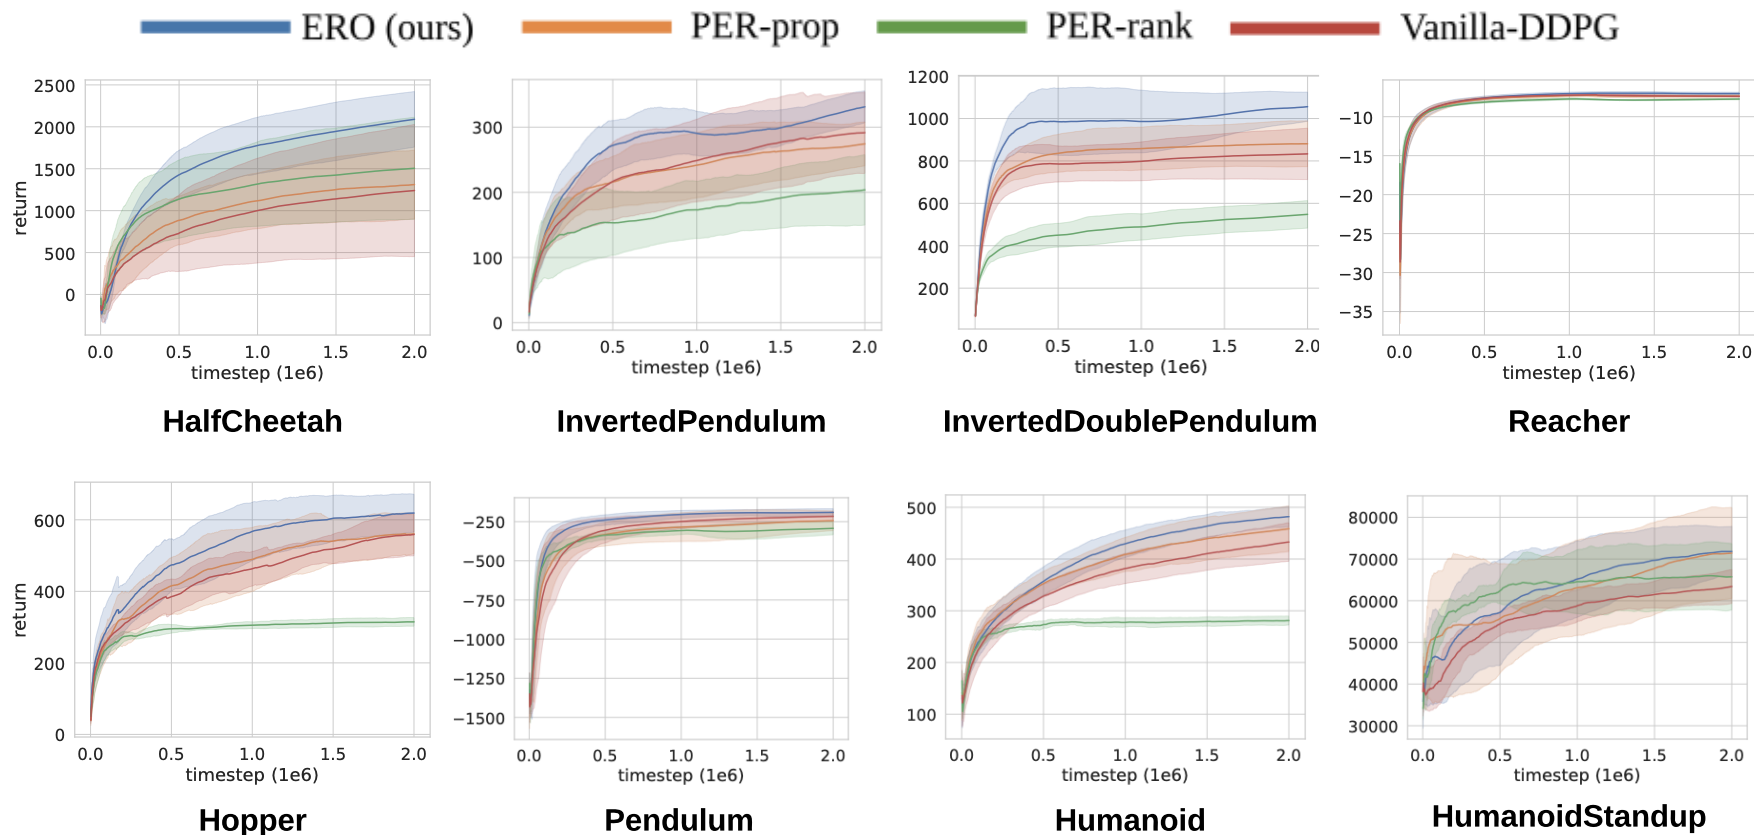 ERO (ours) PER-prop PER-rank Vanilla-DDPG
2500
2000
1500
1000
500
0
return
0.0 0.5 1.0 1.5 2.0
timestep (1e6)
HalfCheetah
300
200
100
0
0.0 0.5 1.0 1.5 2.0
timestep (1e6)
InvertedPendulum
1200
1000
800
600
400
200
0.0 0.5 1.0 1.5 2.0
timestep (1e6)
InvertedDoublePendulum
−10
−15
−20
−25
−30
−35
0.0 0.5 1.0 1.5 2.0
timestep (1e6)
Reacher
600
400
200
0
return
0.0 0.5 1.0 1.5 2.0
timestep (1e6)
Hopper
−250
−500
−750
−1000
−1250
−1500
0.0 0.5 1.0 1.5 2.0
timestep (1e6)
Pendulum
500
400
300
200
100
0.0 0.5 1.0 1.5 2.0
timestep (1e6)
Humanoid
80000
70000
60000
50000
40000
30000
0.0 0.5 1.0 1.5 2.0
timestep (1e6)
HumanoidStandup